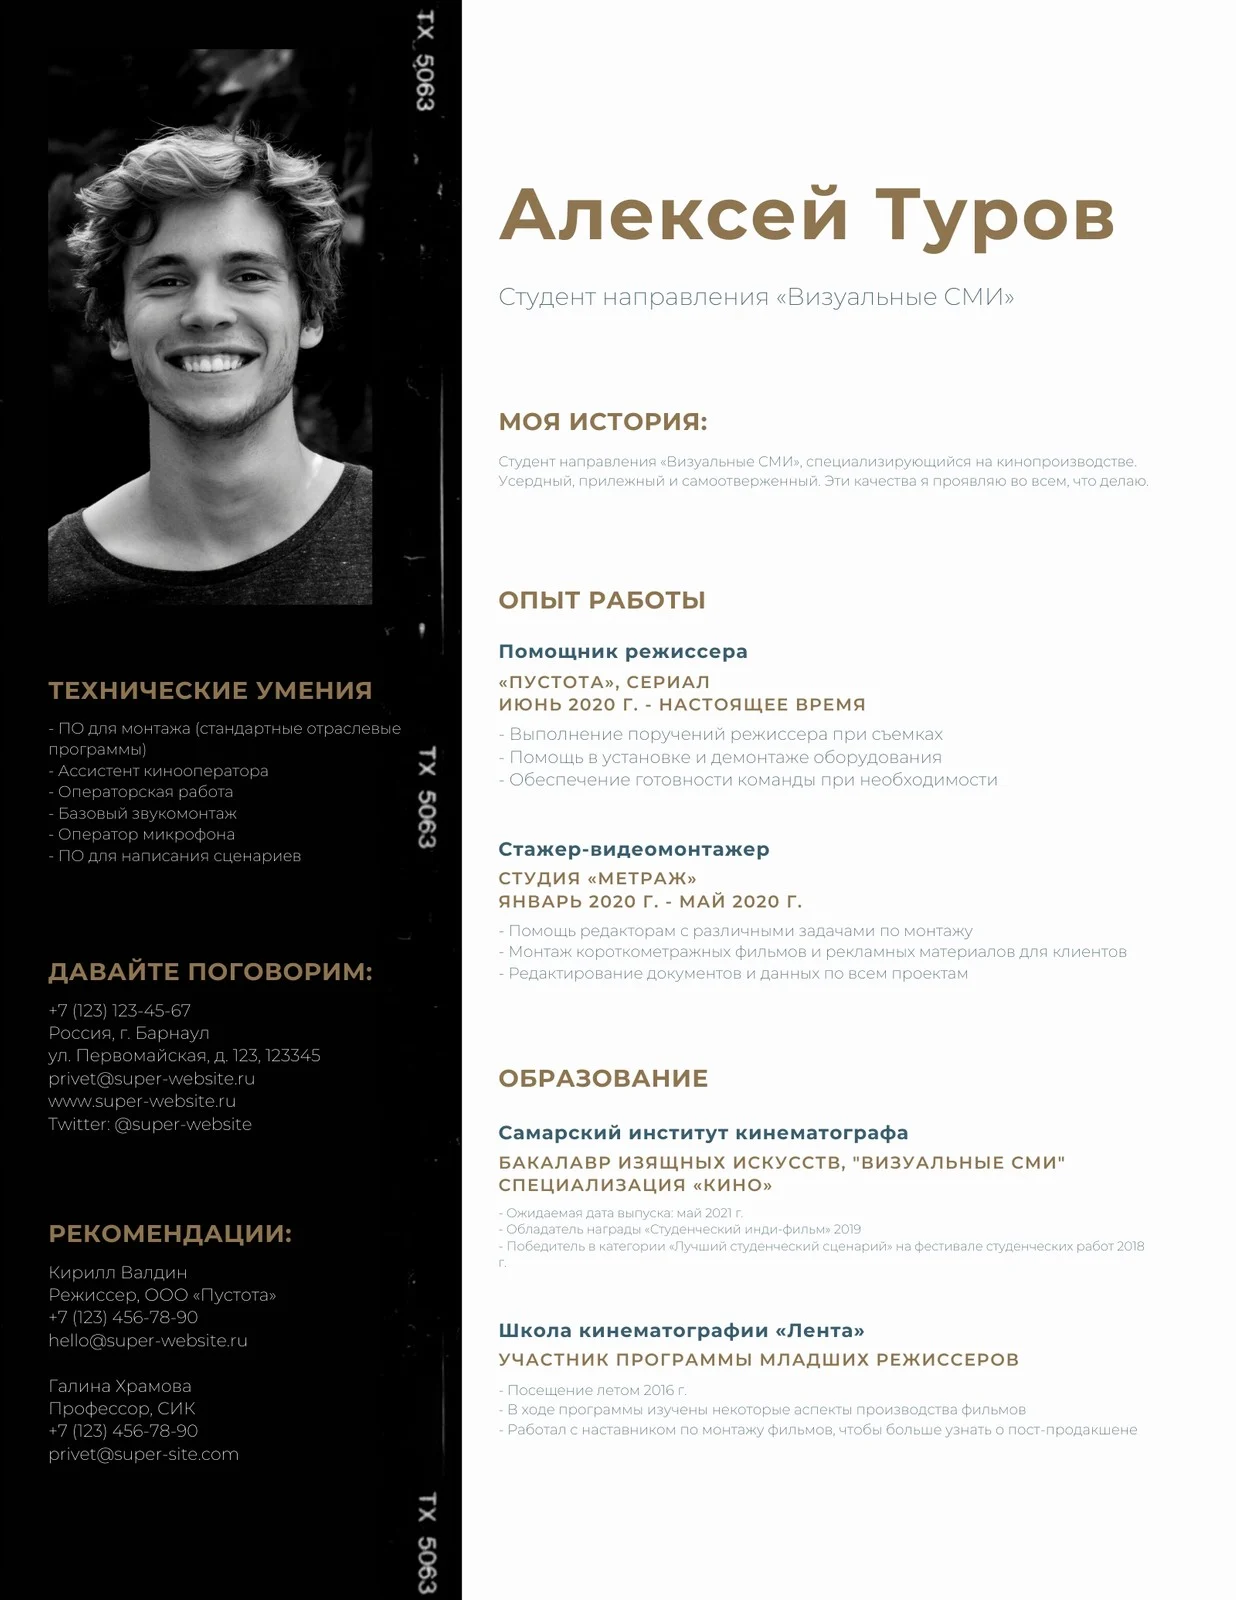 TX 5063
ТЕХНИЧЕСКИЕ УМЕНИЯ
- ПО для монтажа (стандартные отраслевые
программы)
- Ассистент кинооператора
- Операторская работа
- Базовый звукомонтаж
- Оператор микрофона
- ПО для написания сценариев
TX 5063
ДАВАЙТЕ ПОГОВОРИМ:
+7 (123) 123-45-67
Россия, г. Барнаул
ул. Первомайская, д. 123, 123345
privet@super-website.ru
www.super-website.ru
Twitter: @super-website
РЕКОМЕНДАЦИИ:
Кирилл Валдин
Режиссер, ООО «Пустота»
+7 (123) 456-78-90
hello@super-website.ru
Галина Храмова
Профессор, СИК
+7 (123) 456-78-90
privet@super-site.com
TX 5063
Алексей Туров
Студент направления «Визуальные СМИ»
МОЯ ИСТОРИЯ:
Студент направления «Визуальные СМИ», специализирующийся на кинопроизводстве.
Усердный, прилежный и самоотверженный. Эти качества я проявляю во всем, что делаю.
ОПЫТ РАБОТЫ
Помощник режиссера
«ПУСТОТА», СЕРИАЛ
ИЮНЬ 2020 Г. - НАСТОЯЩЕЕ ВРЕМЯ
- Выполнение поручений режиссера при съемках
- Помощь в установке и демонтаже оборудования
- Обеспечение готовности команды при необходимости
Стажер-видеомонтажер
СТУДИЯ «МЕТРАЖ»
ЯНВАРЬ 2020 Г. - МАЙ 2020 Г.
- Помощь редакторам с различными задачами по монтажу
- Монтаж короткометражных фильмов и рекламных материалов для клиентов
- Редактирование документов и данных по всем проектам
ОБРАЗОВАНИЕ
Самарский институт кинематографа
БАКАЛАВР ИЗЯЩНЫХ ИСКУССТВ, "ВИЗУАЛЬНЫЕ СМИ"
СПЕЦИАЛИЗАЦИЯ «КИНО»
- Ожидаемая дата выпуска: май 2021 г.
- Обладатель награды «Студенческий инди-фильм» 2019
- Победитель в категории «Лучший студенческий сценарий» на фестивале студенческих работ 2018
г.
Школа кинематографии «Лента»
УЧАСТНИК ПРОГРАММЫ МЛАДШИХ РЕЖИССЕРОВ
- Посещение летом 2016 г.
- В ходе программы изучены некоторые аспекты производства фильмов
- Работал с наставником по монтажу фильмов, чтобы больше узнать о пост-продакшене